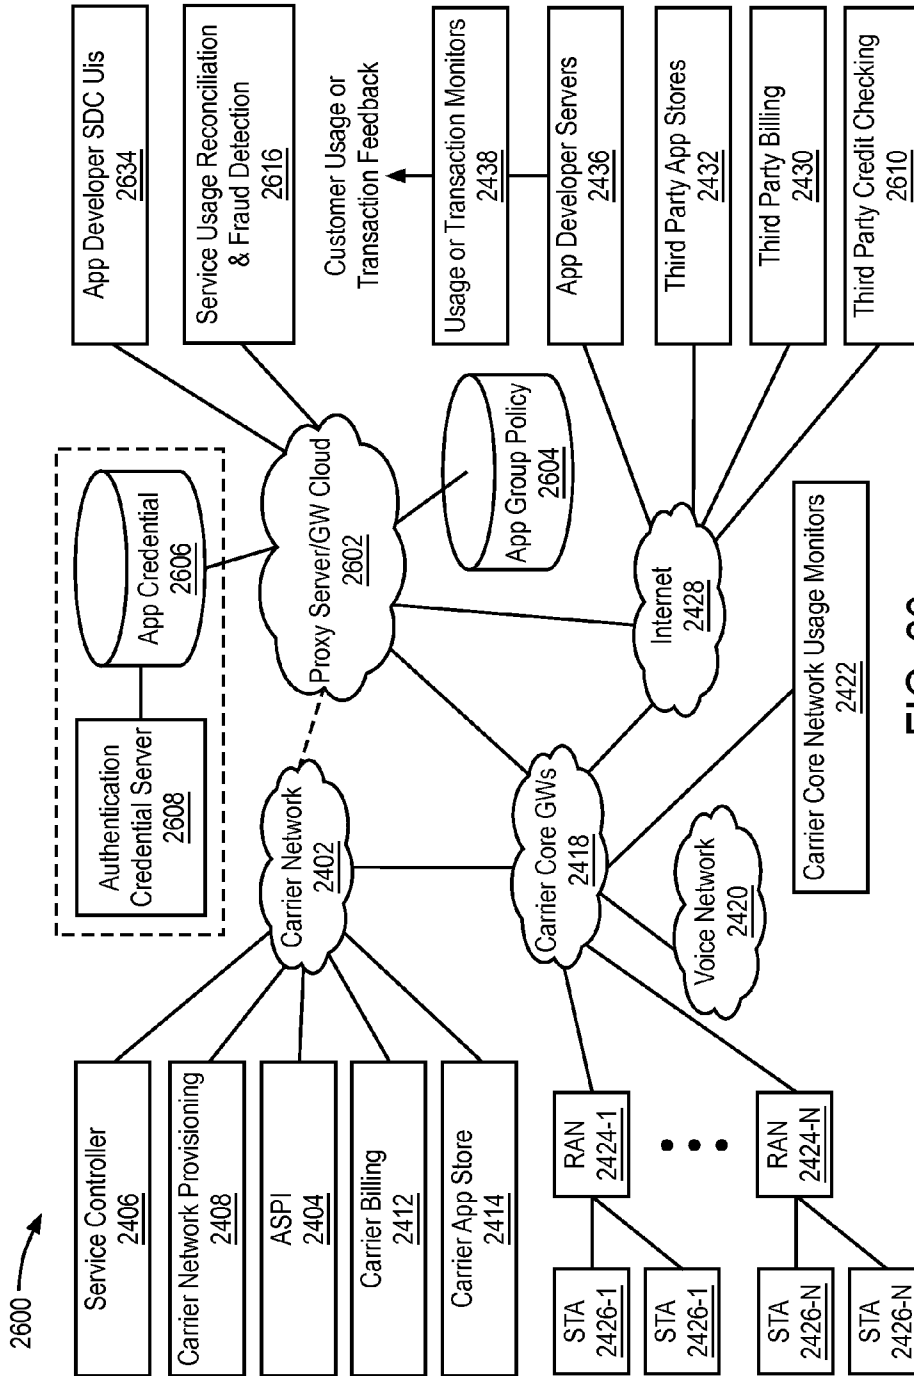 2600
Service Controller
2406
Carrier Network Provisioning
2408
ASPI
2404
Carrier Billing
2412
Carrier App Store
2414
Authentication
Credential Server
2608
App Credential
2606
Carrier Network
2402
Proxy Server/GW Cloud
2602
App Group Policy
2604
App Developer SDC Uis
2634
Service Usage Reconciliation
& Fraud Detection
2616
Customer Usage or
Transaction Feedback
Usage or Transaction Monitors
2438
App Developer Servers
2436
Third Party App Stores
2432
Third Party Billing
2430
Third Party Credit Checking
2610
Internet
2428
Carrier Core GWs
2418
Voice Network
2420
Carrier Core Network Usage Monitors
2422
RAN
2424-1
RAN
2424-N
STA
2426-1
STA
2426-1
STA
2426-N
STA
2426-N